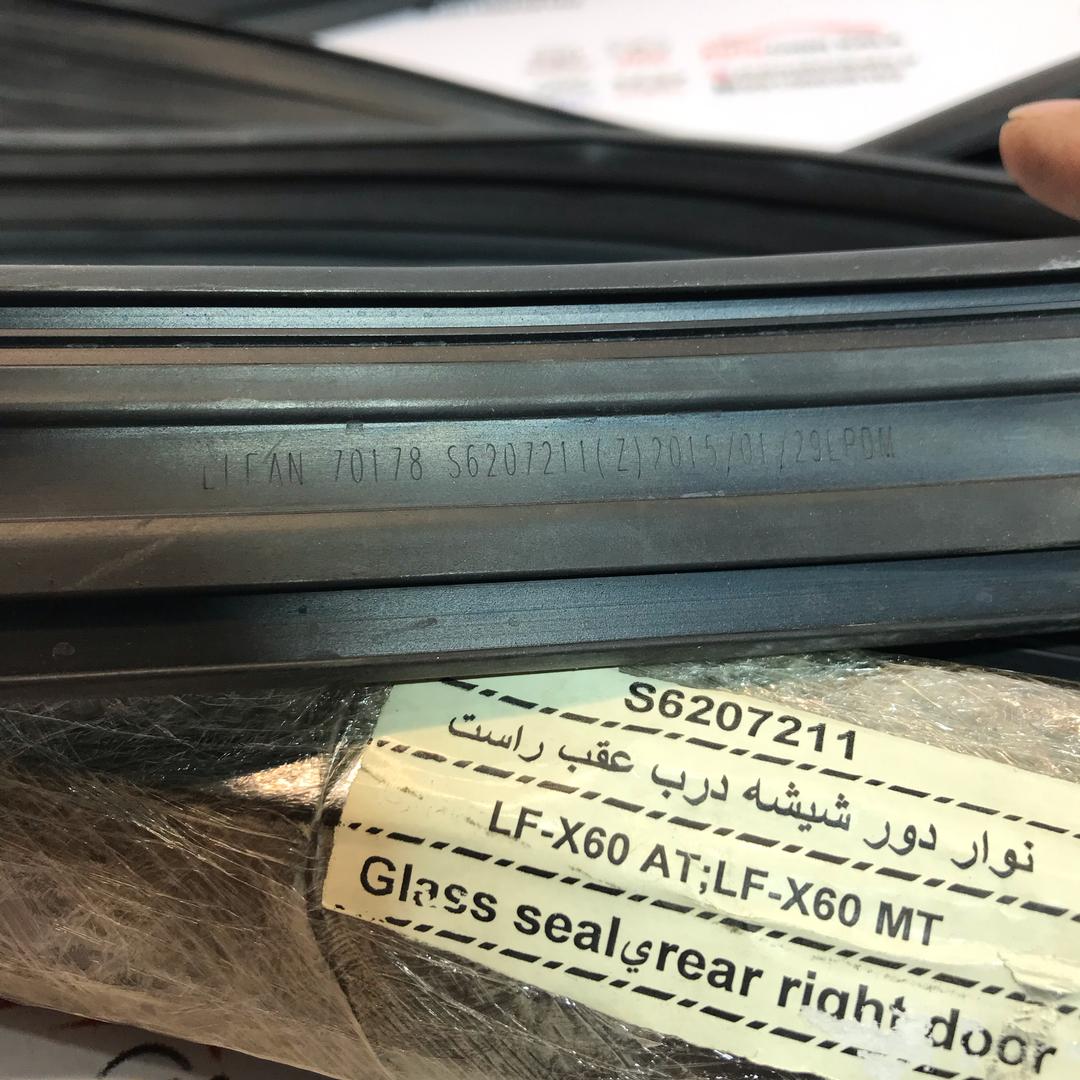 LIFAN 70178 S6207211(Z)2015/01/29EPDM
S6207211
نوار دور شیشه درب عقب راست
LF-X60 AT;LF-X60 MT
Glass sealيrear right door